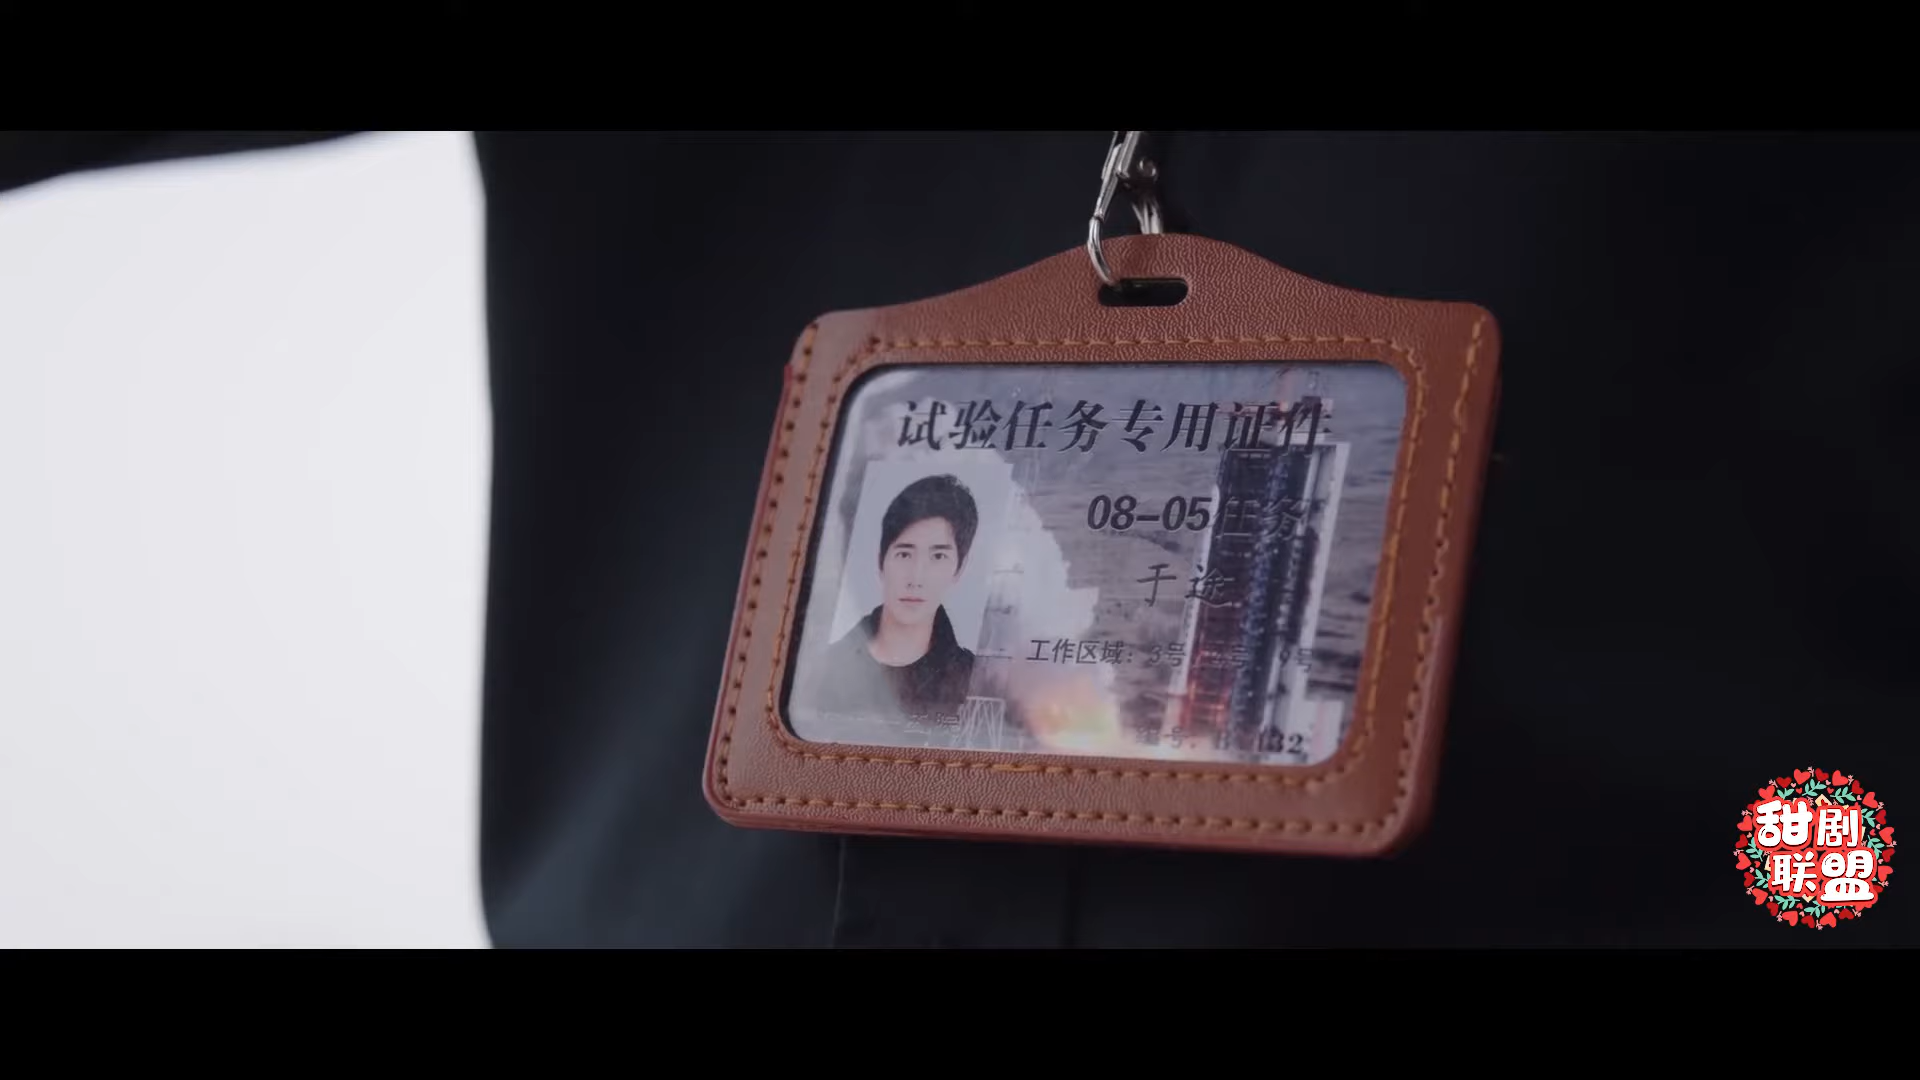 试验任务专用证件
08-05任务
于途
工作区域：3号
甜剧
联盟